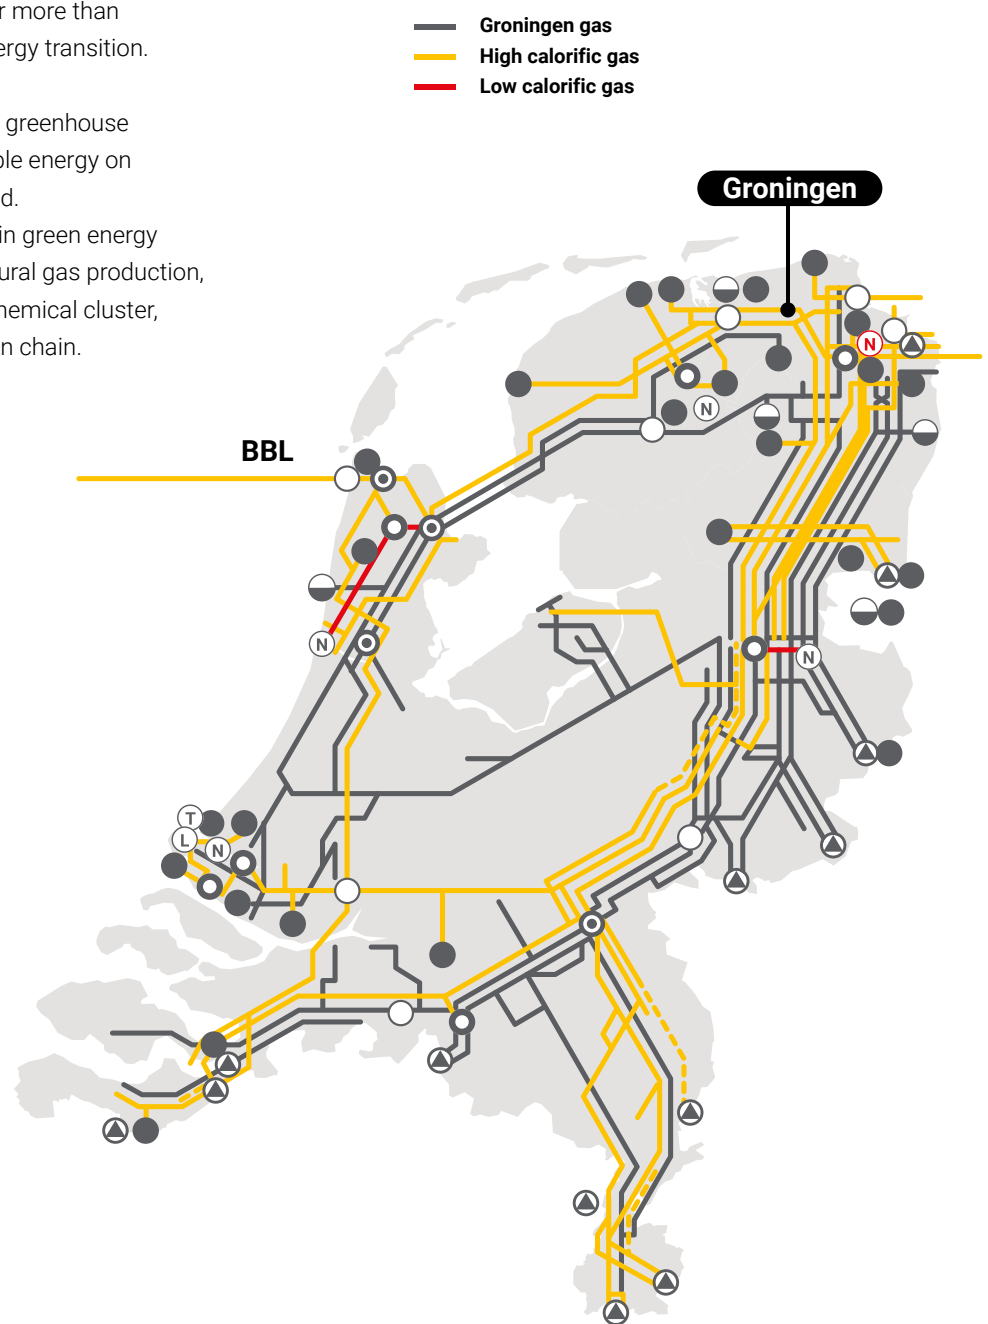 r more than
ergy transition.
greenhouse
ble energy on
d.
in green energy
ural gas production,
hemical cluster,
n chain.
Groningen gas
High calorific gas
Low calorific gas
Groningen
BBL
N
N
N
N
T
L
N